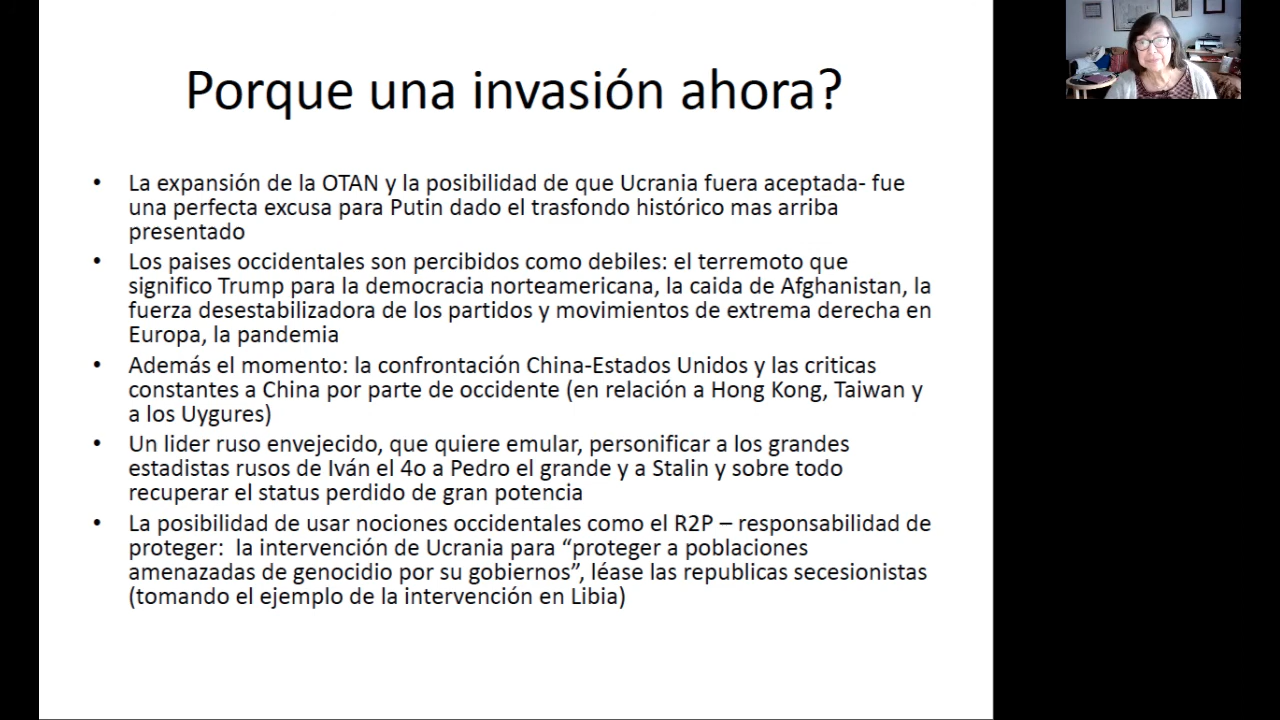 Porque una invasión ahora?
• La expansión de la OTAN y la posibilidad de que Ucrania fuera aceptada- fue
una perfecta excusa para Putin dado el trasfondo histórico mas arriba
presentado
• Los paises occidentales son percibidos como debiles: el terremoto que
significo Trump para la democracia norteamericana, la caida de Afghanistan, la
fuerza desestabilizadora de los partidos y movimientos de extrema derecha en
Europa, la pandemia
• Además el momento: la confrontación China-Estados Unidos y las criticas
constantes a China por parte de occidente (en relación a Hong Kong, Taiwan y
a los Uygures)
• Un lider ruso envejecido, que quiere emular, personificar a los grandes
estadistas rusos de Iván el 4o a Pedro el grande y a Stalin y sobre todo
recuperar el status perdido de gran potencia
• La posibilidad de usar nociones occidentales como el R2P – responsabilidad de
proteger:  la intervención de Ucrania para “proteger a poblaciones
amenazadas de genocidio por su gobiernos”, léase las republicas secesionistas
(tomando el ejemplo de la intervención en Libia)